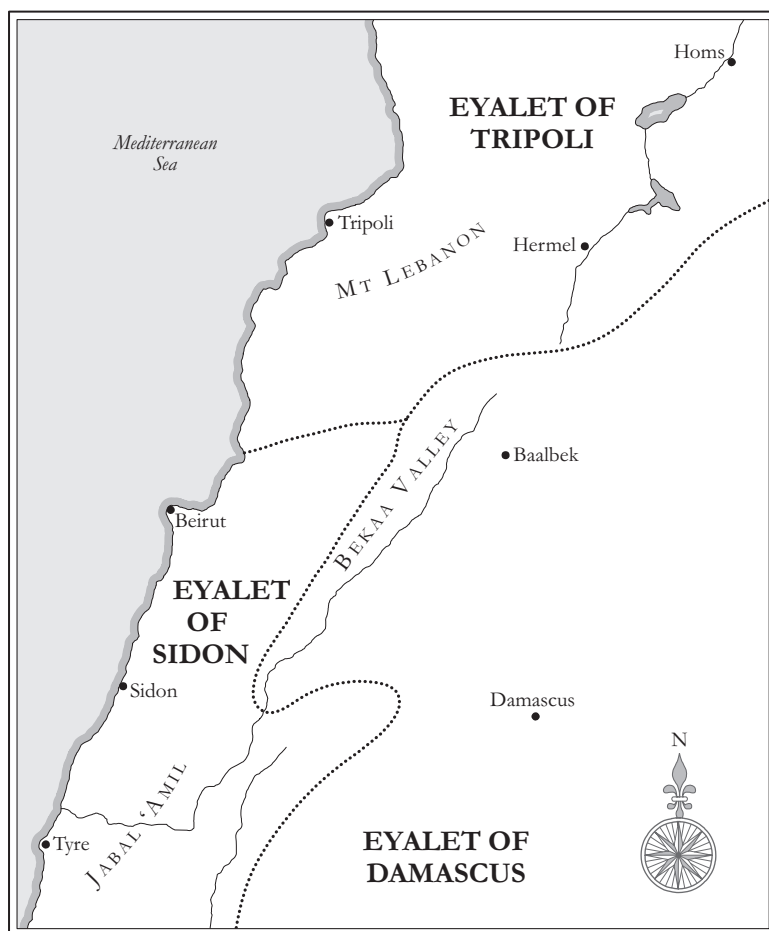 Homs
EYALET OF
TRIPOLI
Mediterranean
Sea
Tripoli
MT LEBANON
Hermel
BEKAA VALLEY
Baalbek
Beirut
EYALET
OF
SIDON
Sidon
Damascus
N
JABAL ‘AMIL
Tyre
EYALET OF
DAMASCUS